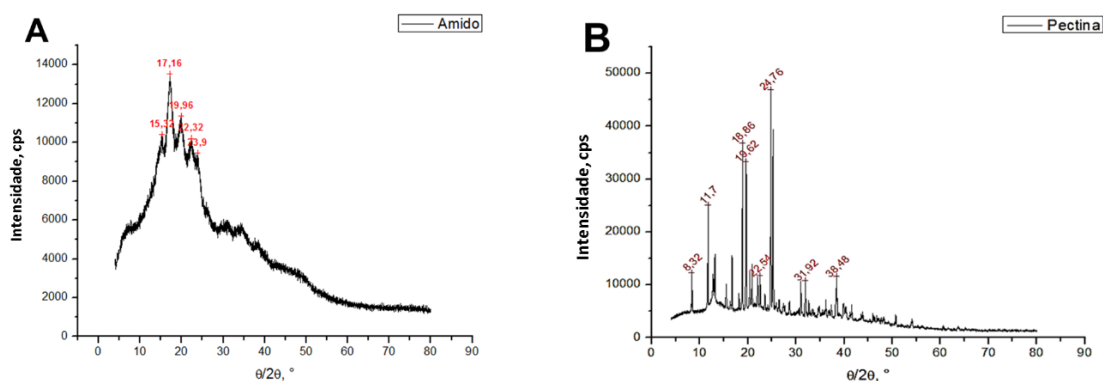 A
Amido
17,16
19,96
15,32
22,32
23,9
14000
12000
10000
8000
6000
4000
2000
0
Intensidade, cps
0 10 20 30 40 50 60 70 80 90
θ/2θ, °
B
Pectina
24,76
18,86
19,62
11,7
8,32
22,54
31,92
38,48
50000
40000
30000
20000
10000
0
Intensidade, cps
0 10 20 30 40 50 60 70 80 90
θ/2θ, °